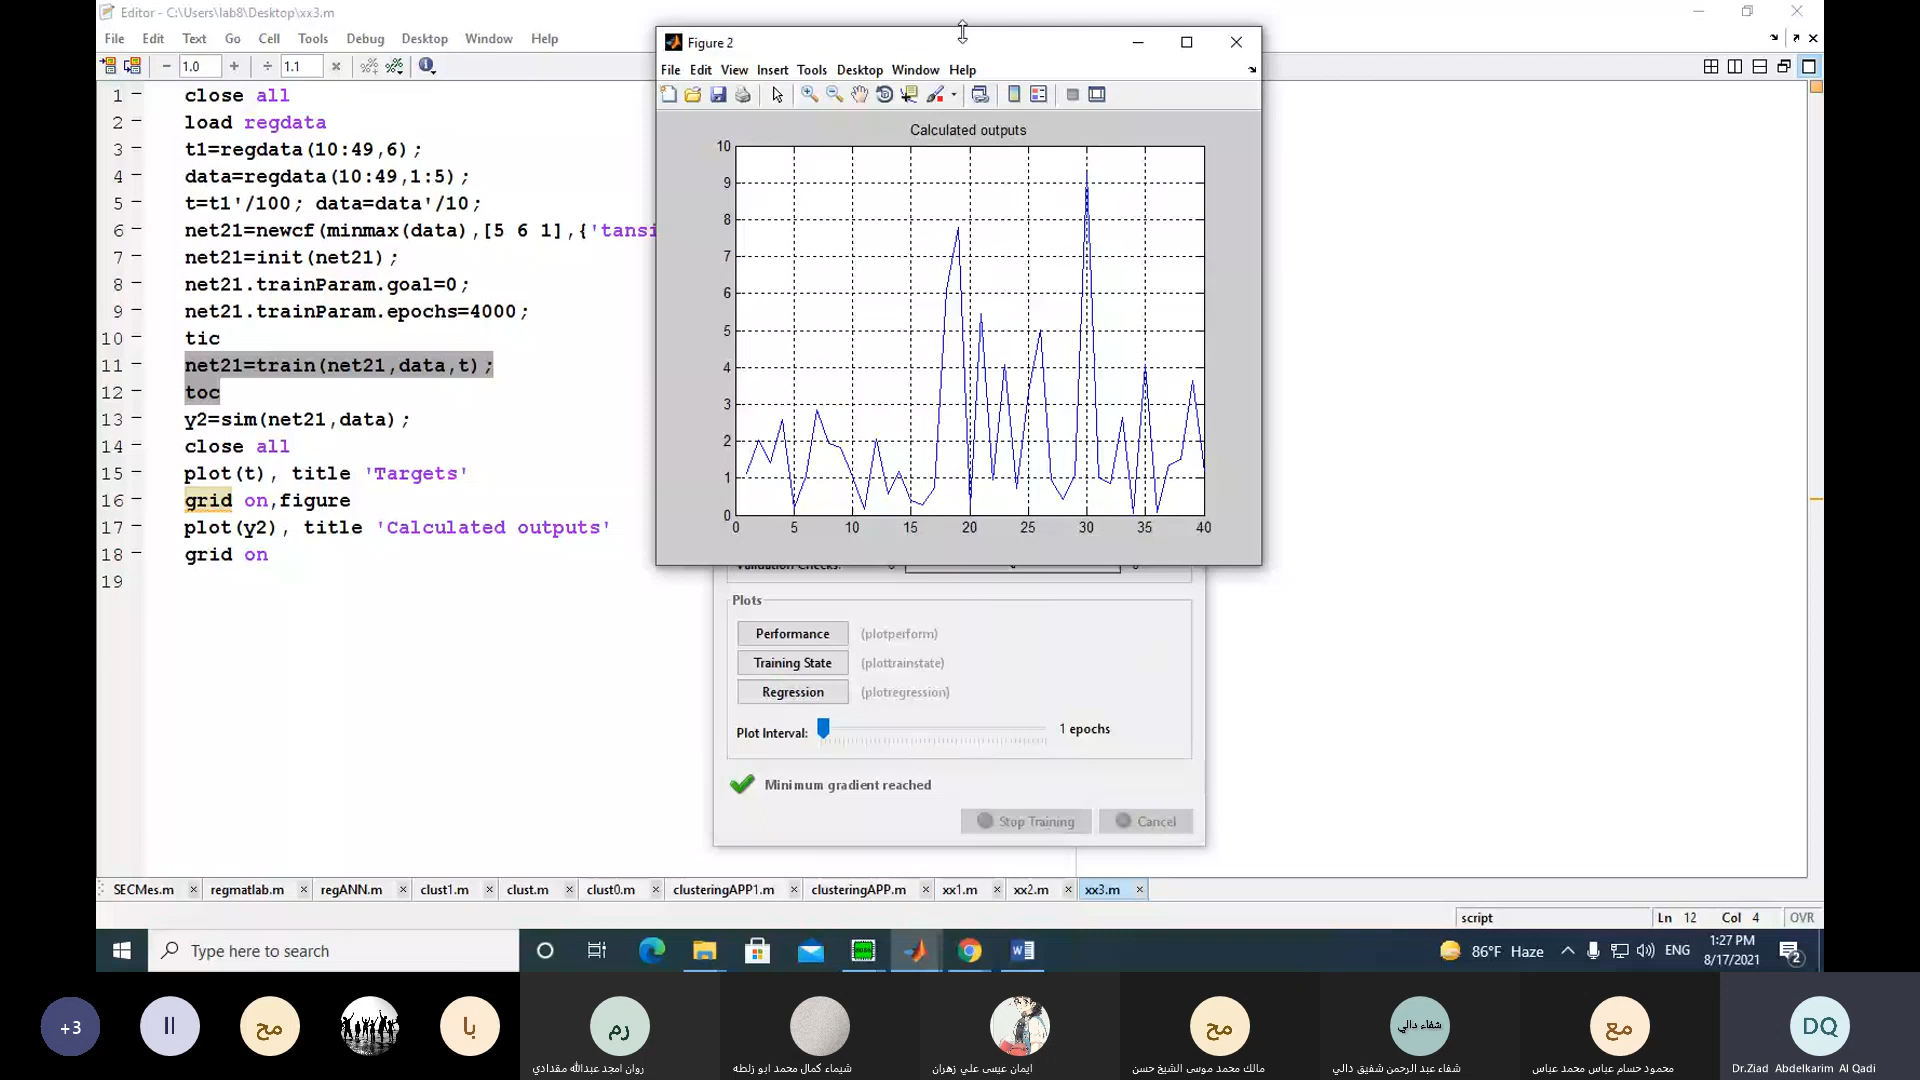 Editor - C:\Users\lab8\Desktop\xx3.m
File Edit Text Go Cell Tools Debug Desktop Window Help
1.0 1.1
1 close all
2 load regdata
3 t1=regdata(10:49,6);
4 data=regdata(10:49,1:5);
5 t=t1'/100; data=data'/10;
6 net21=newcf(minmax(data),[5 6 1],{'tansi
7 net21=init(net21);
8 net21.trainParam.goal=0;
9 net21.trainParam.epochs=4000;
10 tic
11 net21=train(net21,data,t);
12 toc
13 y2=sim(net21,data);
14 close all
15 plot(t), title 'Targets'
16 grid on,figure
17 plot(y2), title 'Calculated outputs'
18 grid on
19
Figure 2
File Edit View Insert Tools Desktop Window Help
Calculated outputs
10
9
8
7
6
5
4
3
2
1
0
0 5 10 15 20 25 30 35 40
Validation Checks:
Plots
Performance (plotperform)
Training State (plottrainstate)
Regression (plotregression)
Plot Interval: 1 epochs
Minimum gradient reached
Stop Training Cancel
SECMes.m regmatlab.m regANN.m clust1.m clust.m clust0.m clusteringAPP1.m clusteringAPP.m xx1.m xx2.m xx3.m
script Ln 12 Col 4 OVR
Type here to search
86°F Haze ENG
1:27 PM
8/17/2021
2
+3 اا مح با رم مح شفاء دالي مع DQ
روان امجد عبدالله مقدادي
شيماء كمال محمد ابو زلطه
ايمان عيسى علي زهران
مالك محمد موسى الشيخ حسن
شفاء عبد الرحمن شفيق دالي
محمود حسام عباس محمد عباس
Dr.Ziad Abdelkarim Al Qadi